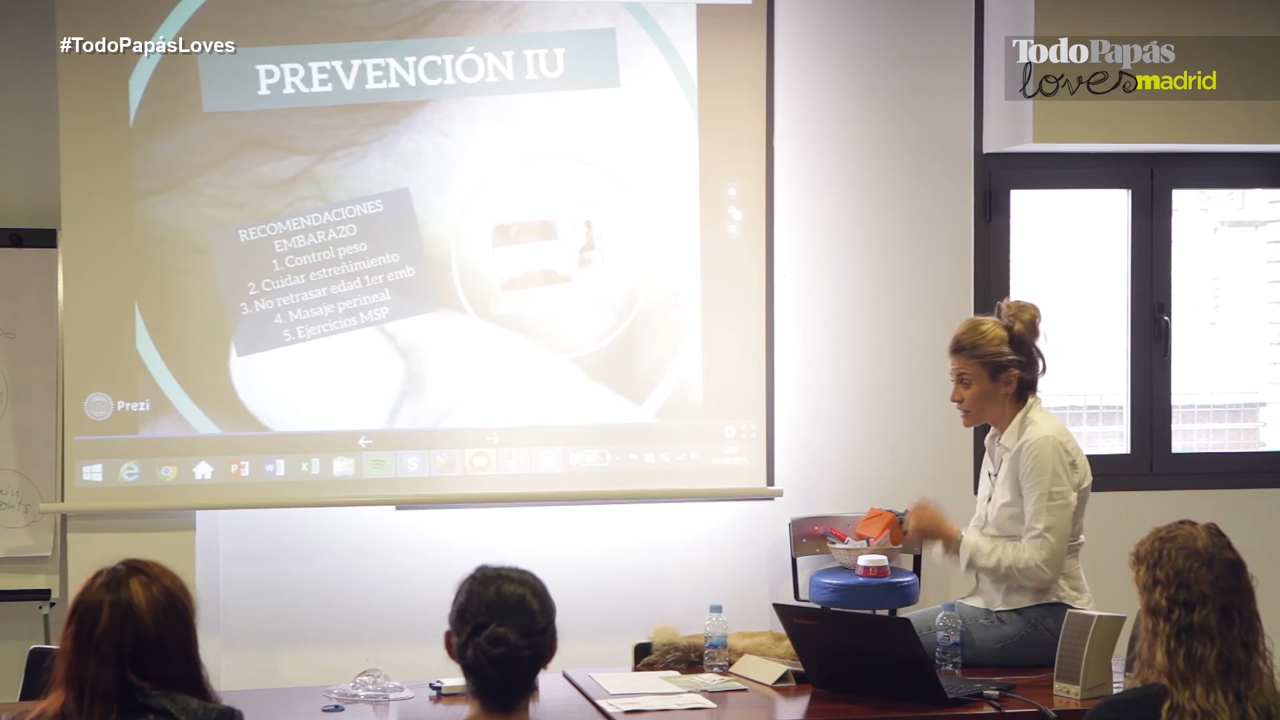 #TodoPapásLoves
TodoPapás
loves madrid
PREVENCIÓN IU
RECOMENDACIONES
EMBARAZO
1. Control peso
2. Cuidar estreñimiento
3. No retrasar edad 1er emb
4. Masaje perineal
5. Ejercicios MSP
Prezi